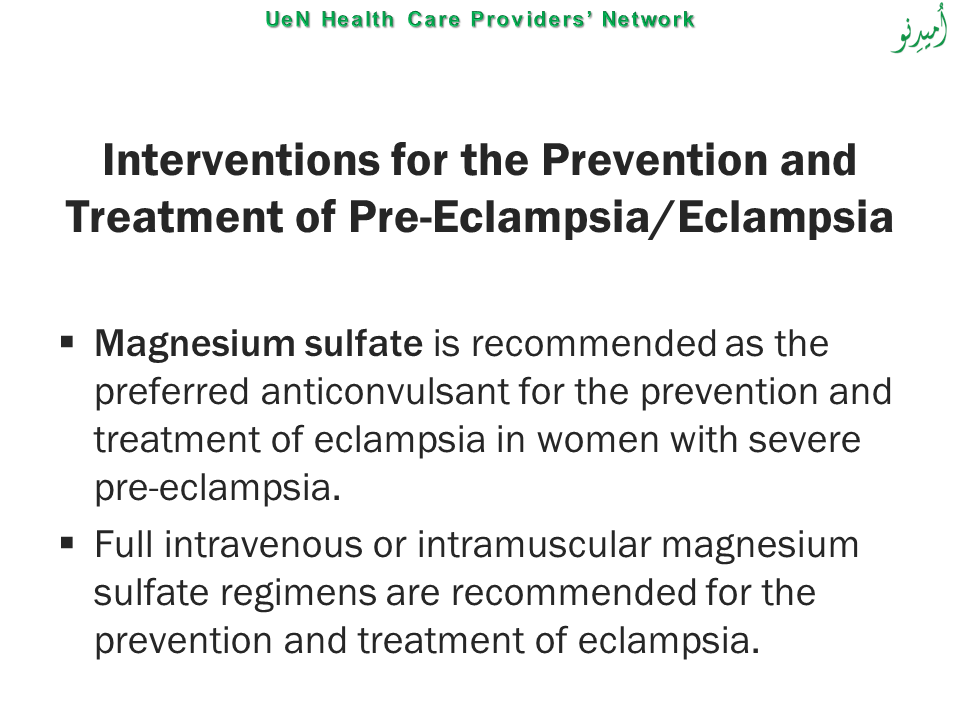 UeN Health Care Providers’ Network
أُميدِنو
Interventions for the Prevention and
Treatment of Pre-Eclampsia/Eclampsia
▪ Magnesium sulfate is recommended as the
preferred anticonvulsant for the prevention and
treatment of eclampsia in women with severe
pre-eclampsia.
▪ Full intravenous or intramuscular magnesium
sulfate regimens are recommended for the
prevention and treatment of eclampsia.